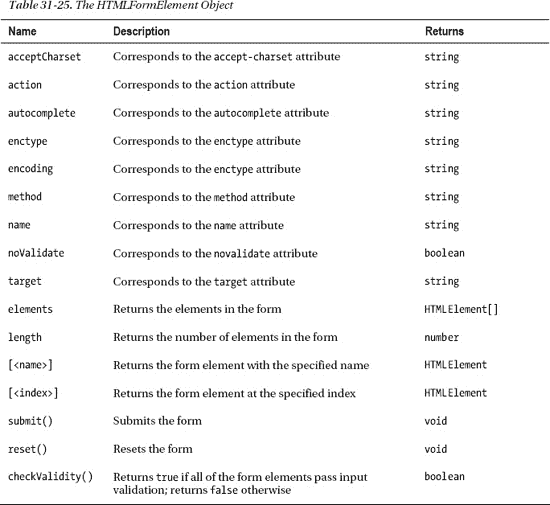 Table 31-25. The HTMLFormElement Object
Name Description Returns
acceptCharset Corresponds to the accept-charset attribute string
action Corresponds to the action attribute string
autocomplete Corresponds to the autocomplete attribute string
enctype Corresponds to the enctype attribute string
encoding Corresponds to the enctype attribute string
method Corresponds to the method attribute string
name Corresponds to the name attribute string
noValidate Corresponds to the novalidate attribute boolean
target Corresponds to the target attribute string
elements Returns the elements in the form HTMLElement[]
length Returns the number of elements in the form number
[<name>] Returns the form element with the specified name HTMLElement
[<index>] Returns the form element at the specified index HTMLElement
submit() Submits the form void
reset() Resets the form void
checkValidity() Returns true if all of the form elements pass input boolean
validation; returns false otherwise